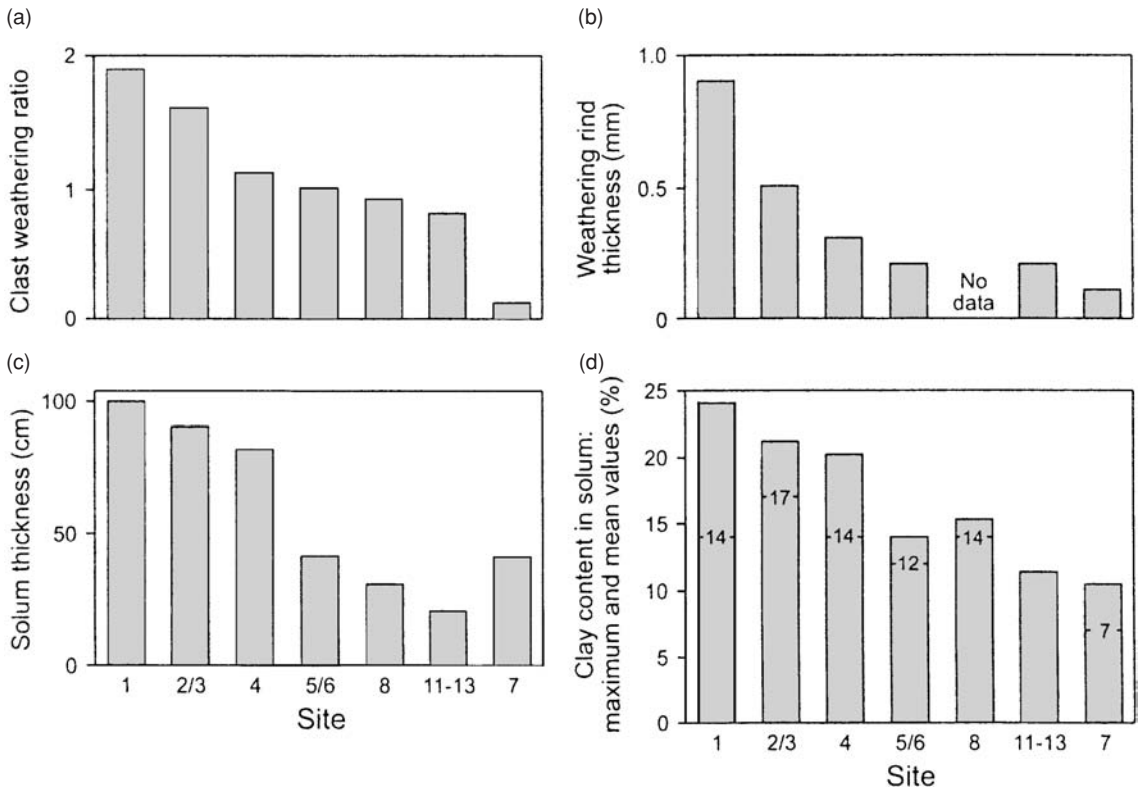 (a)
Clast weathering ratio
2
1
0
(b)
Weathering rind
thickness (mm)
1.0
0.5
0
No
data
(c)
Solum thickness (cm)
100
50
0
1 2/3 4 5/6 8 11-13 7
Site
(d)
Clay content in solum:
maximum and mean values (%)
25
20
15
10
5
0
14
17
14
12
14
7
1 2/3 4 5/6 8 11-13 7
Site